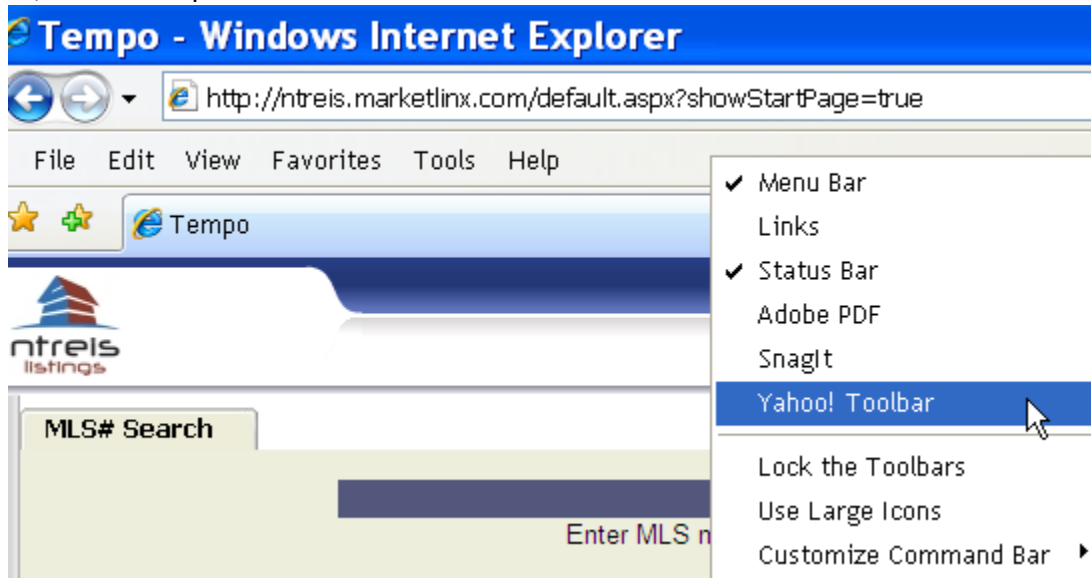 Tempo - Windows Internet Explorer
http://ntreis.marketlinx.com/default.aspx?showStartPage=true
File Edit View Favorites Tools Help
Tempo
ntreis
listings
MLS# Search
Enter MLS
Menu Bar
Links
Status Bar
Adobe PDF
SnagIt
Yahoo! Toolbar
Lock the Toolbars
Use Large Icons
Customize Command Bar